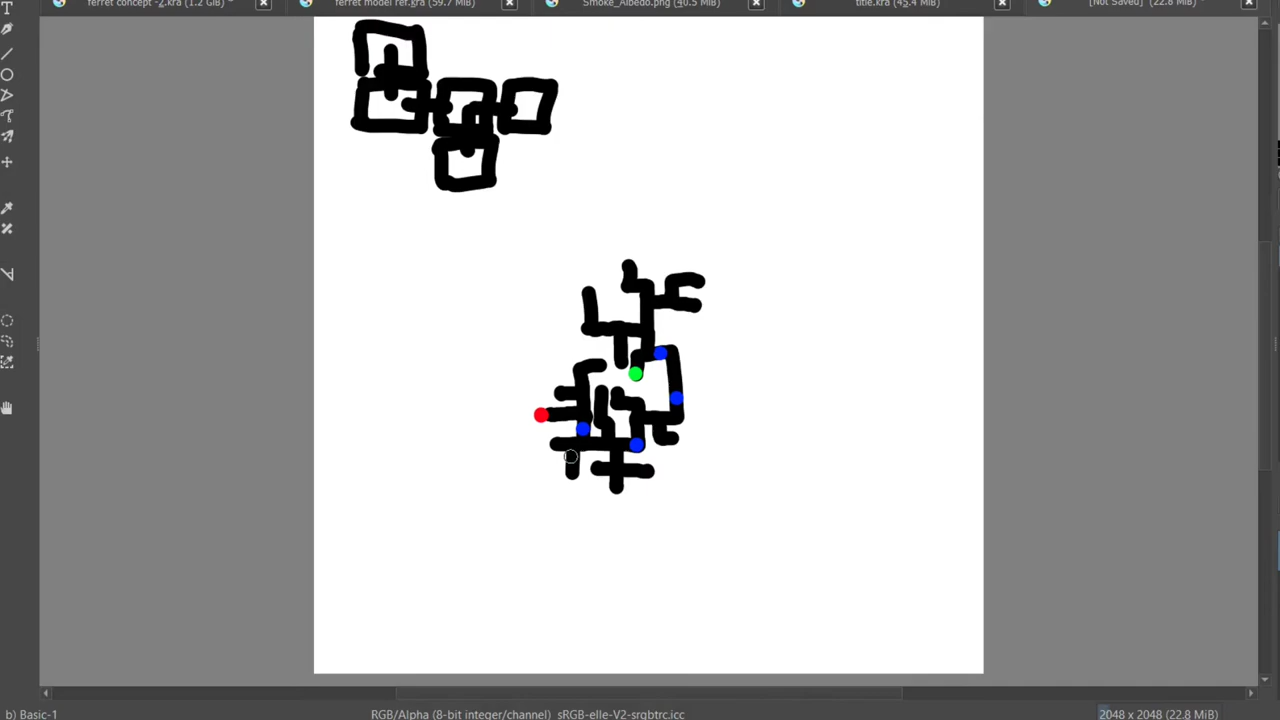 ferret concept -2.kra (1.2 GiB) *
ferret model ref.kra (59.7 MiB)
Smoke_Albedo.png (40.5 MiB)
title.kra (45.4 MiB)
[Not Saved] (22.8 MiB) *
b) Basic-1
RGB/Alpha (8-bit integer/channel) sRGB-elle-V2-srgbtrc.icc
2048 x 2048 (22.8 MiB)